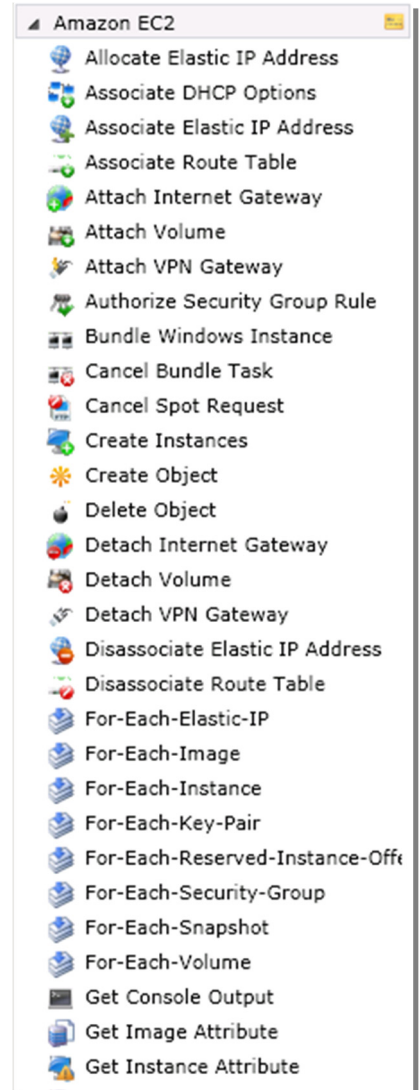 Amazon EC2
Allocate Elastic IP Address
Associate DHCP Options
Associate Elastic IP Address
Associate Route Table
Attach Internet Gateway
Attach Volume
Attach VPN Gateway
Authorize Security Group Rule
Bundle Windows Instance
Cancel Bundle Task
Cancel Spot Request
Create Instances
Create Object
Delete Object
Detach Internet Gateway
Detach Volume
Detach VPN Gateway
Disassociate Elastic IP Address
Disassociate Route Table
For-Each-Elastic-IP
For-Each-Image
For-Each-Instance
For-Each-Key-Pair
For-Each-Reserved-Instance-Offe
For-Each-Security-Group
For-Each-Snapshot
For-Each-Volume
Get Console Output
Get Image Attribute
Get Instance Attribute